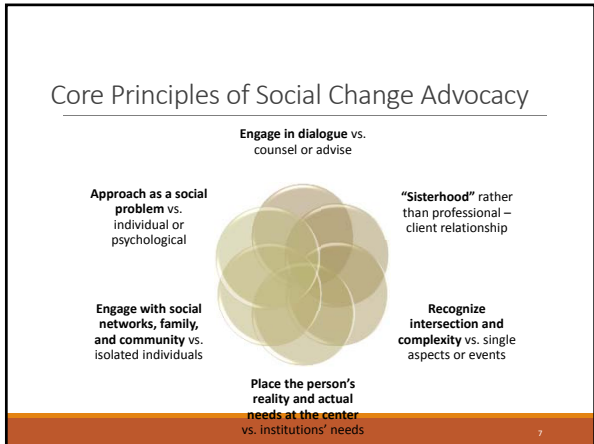 Core Principles of Social Change Advocacy
Engage in dialogue vs.
counsel or advise
“Sisterhood” rather
than professional –
client relationship
Recognize
intersection and
complexity vs. single
aspects or events
Place the person’s
reality and actual
needs at the center
vs. institutions’ needs
Engage with social
networks, family,
and community vs.
isolated individuals
Approach as a social
problem vs.
individual or
psychological
7